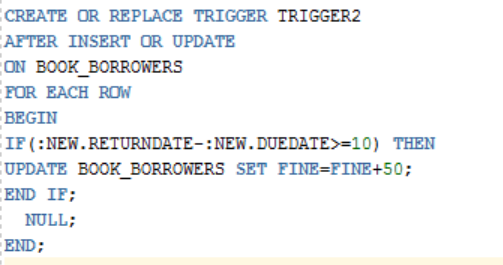 CREATE OR REPLACE TRIGGER TRIGGER2
AFTER INSERT OR UPDATE
ON BOOK_BORROWERS
FOR EACH ROW
BEGIN
IF(:NEW.RETURNDATE-:NEW.DUEDATE>=10) THEN
UPDATE BOOK_BORROWERS SET FINE=FINE+50;
END IF;
  NULL;
END;